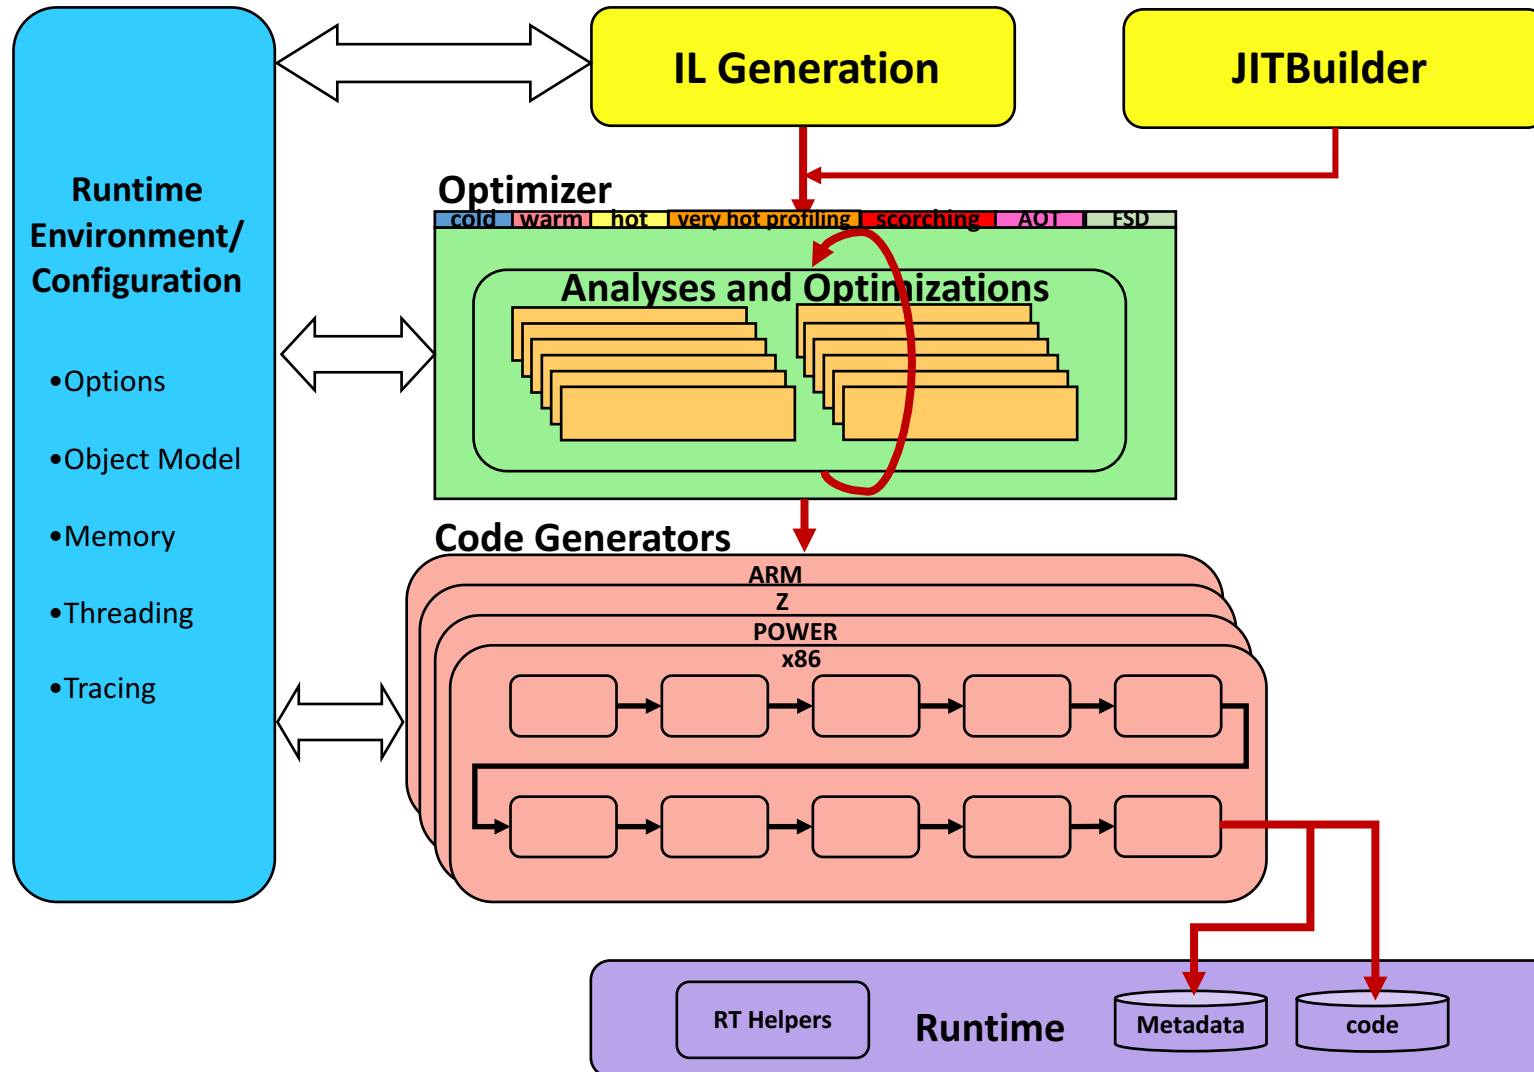 IL Generation
JITBuilder
Runtime
Environment/
Configuration
•Options
•Object Model
•Memory
•Threading
•Tracing
Optimizer
cold warm hot very hot profiling scorching AOT FSD
Analyses and Optimizations
Code Generators
ARM
Z
POWER
x86
RT Helpers
Runtime
Metadata
code